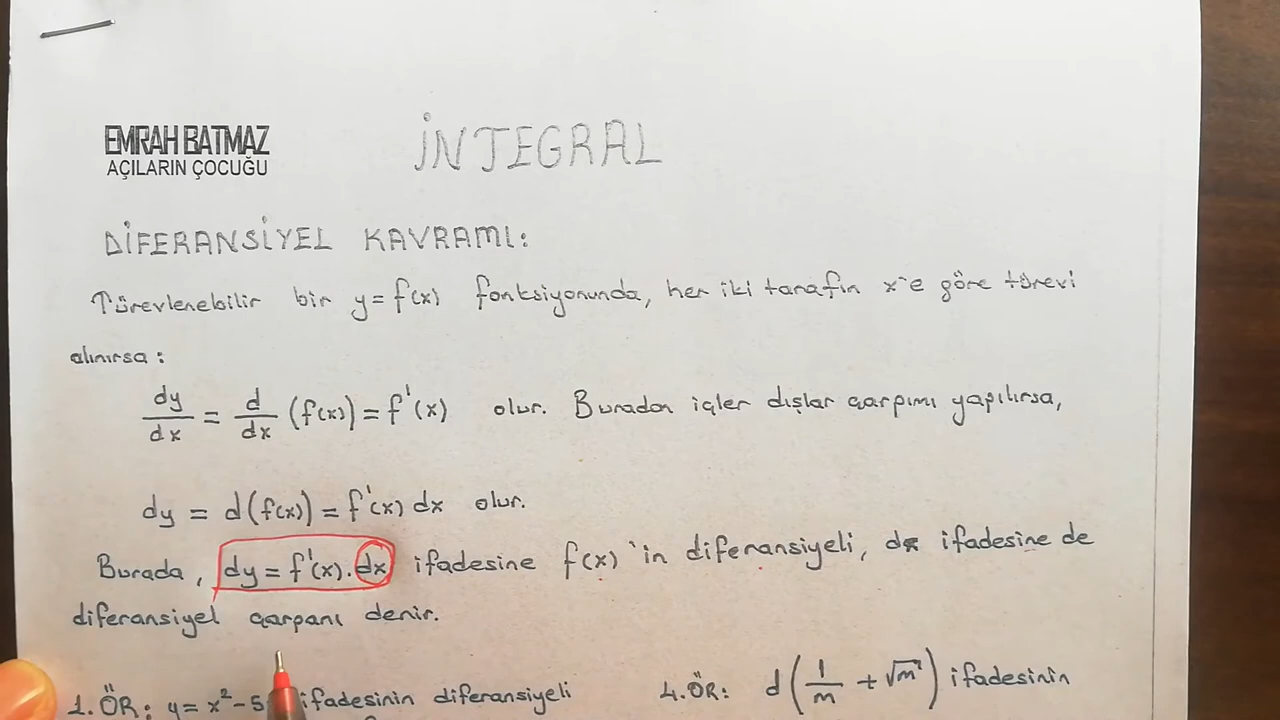 EMRAH BATMAZ
AÇILARIN ÇOCUĞU
İNTEGRAL
DİFERANSİYEL KAVRAMI:
Türevlenebilir bir y = f(x) fonksiyonunda, her iki tarafın x'e göre türevi
alınırsa :
dy/dx = d/dx (f(x)) = f'(x) olur. Buradan içler dışlar çarpımı yapılırsa,
dy = d(f(x)) = f'(x) dx olur.
Burada, dy = f'(x).dx ifadesine f(x)'in diferansiyeli, dx ifadesine de
diferansiyel çarpanı denir.
1. ÖR: y = x² - 5 ifadesinin diferansiyeli
4. ÖR: d(1/m + √m) ifadesinin